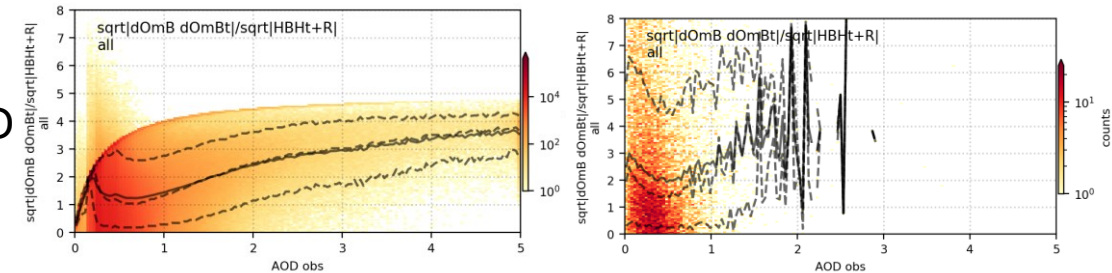 sqrt|dOmB dOmBt|/sqrt|HBHt+R|
all
8
7
6
5
4
3
2
1
0
sqrt|dOmB dOmBt|/sqrt|HBHt+R|
all
0 1 2 3 4 5
AOD obs
10⁴
10²
10⁰
sqrt|dOmB dOmBt|/sqrt|HBHt+R|
all
8
7
6
5
4
3
2
1
0
sqrt|dOmB dOmBt|/sqrt|HBHt+R|
all
0 1 2 3 4 5
AOD obs
10¹
10⁰
counts